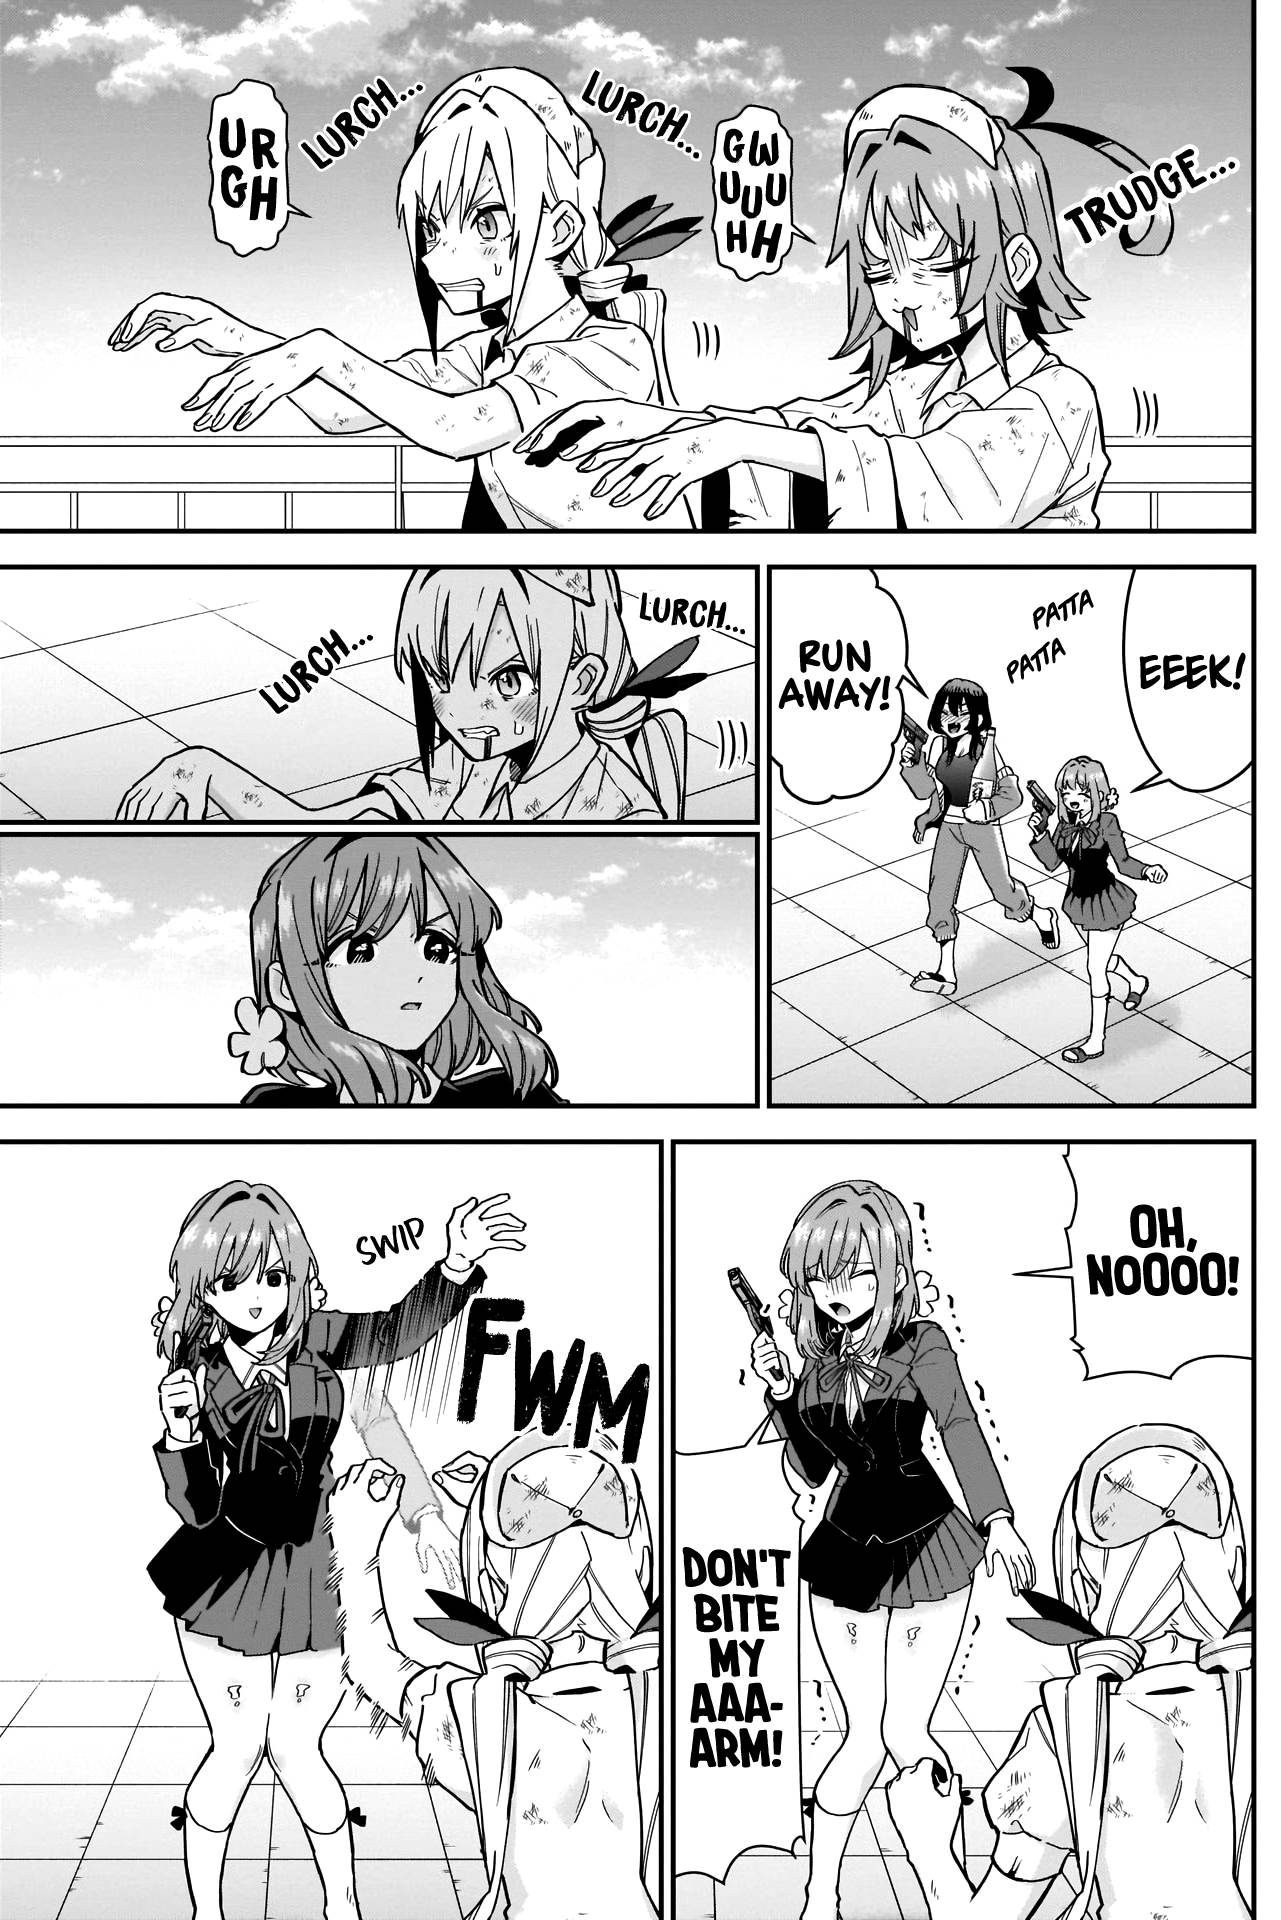 TRUDGE...
GW
UUU
UUU
HH
LURCH...
LURCH...
UR
GH
EEEK!
PATTA
PATTA
RUN
AWAY!
LURCH...
LURCH...
OH,
NOOOO!
DON'T
BITE
MY
AAA-
ARM!
SWIP
FWM